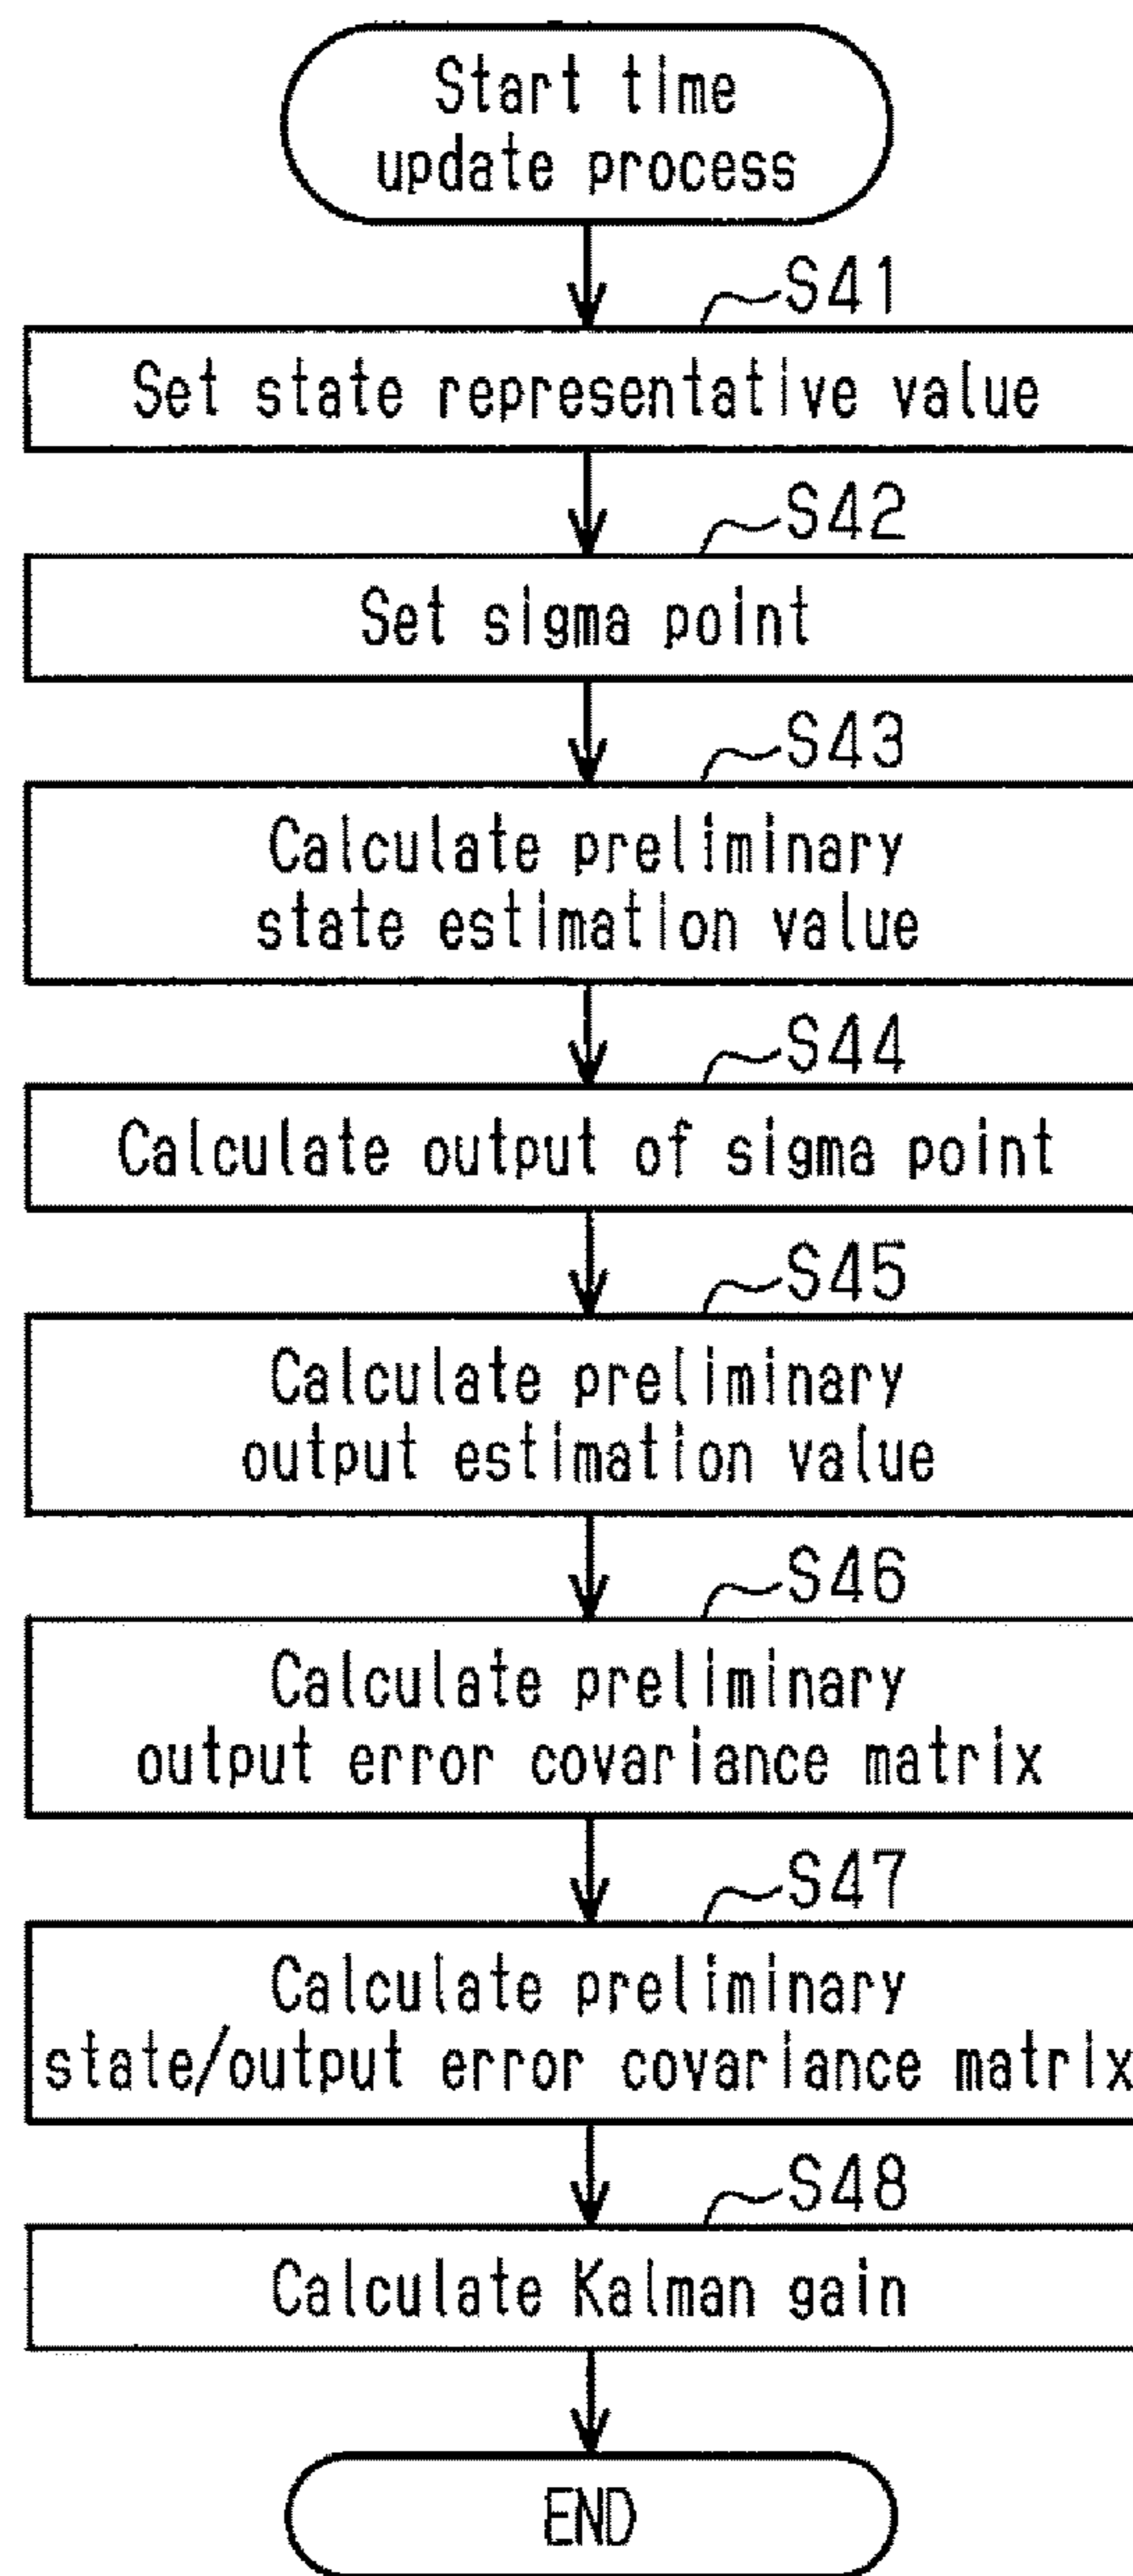 Start time
update process
S41
Set state representative value
S42
Set sigma point
S43
Calculate preliminary
state estimation value
S44
Calculate output of sigma point
S45
Calculate preliminary
output estimation value
S46
Calculate preliminary
output error covariance matrix
S47
Calculate preliminary
state/output error covariance matrix
S48
Calculate Kalman gain
END